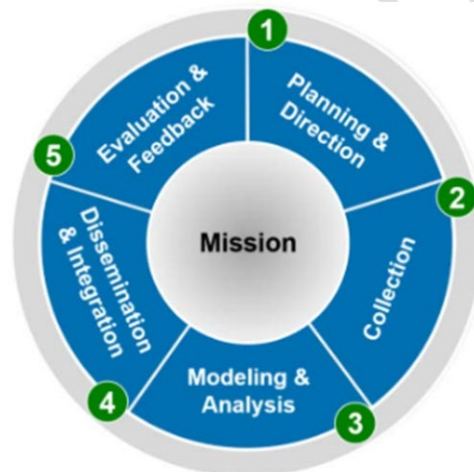 1
Planning &
Direction
2
Collection
3
Modeling &
Analysis
4
Dissemination
& Integration
5
Evaluation &
Feedback
Mission